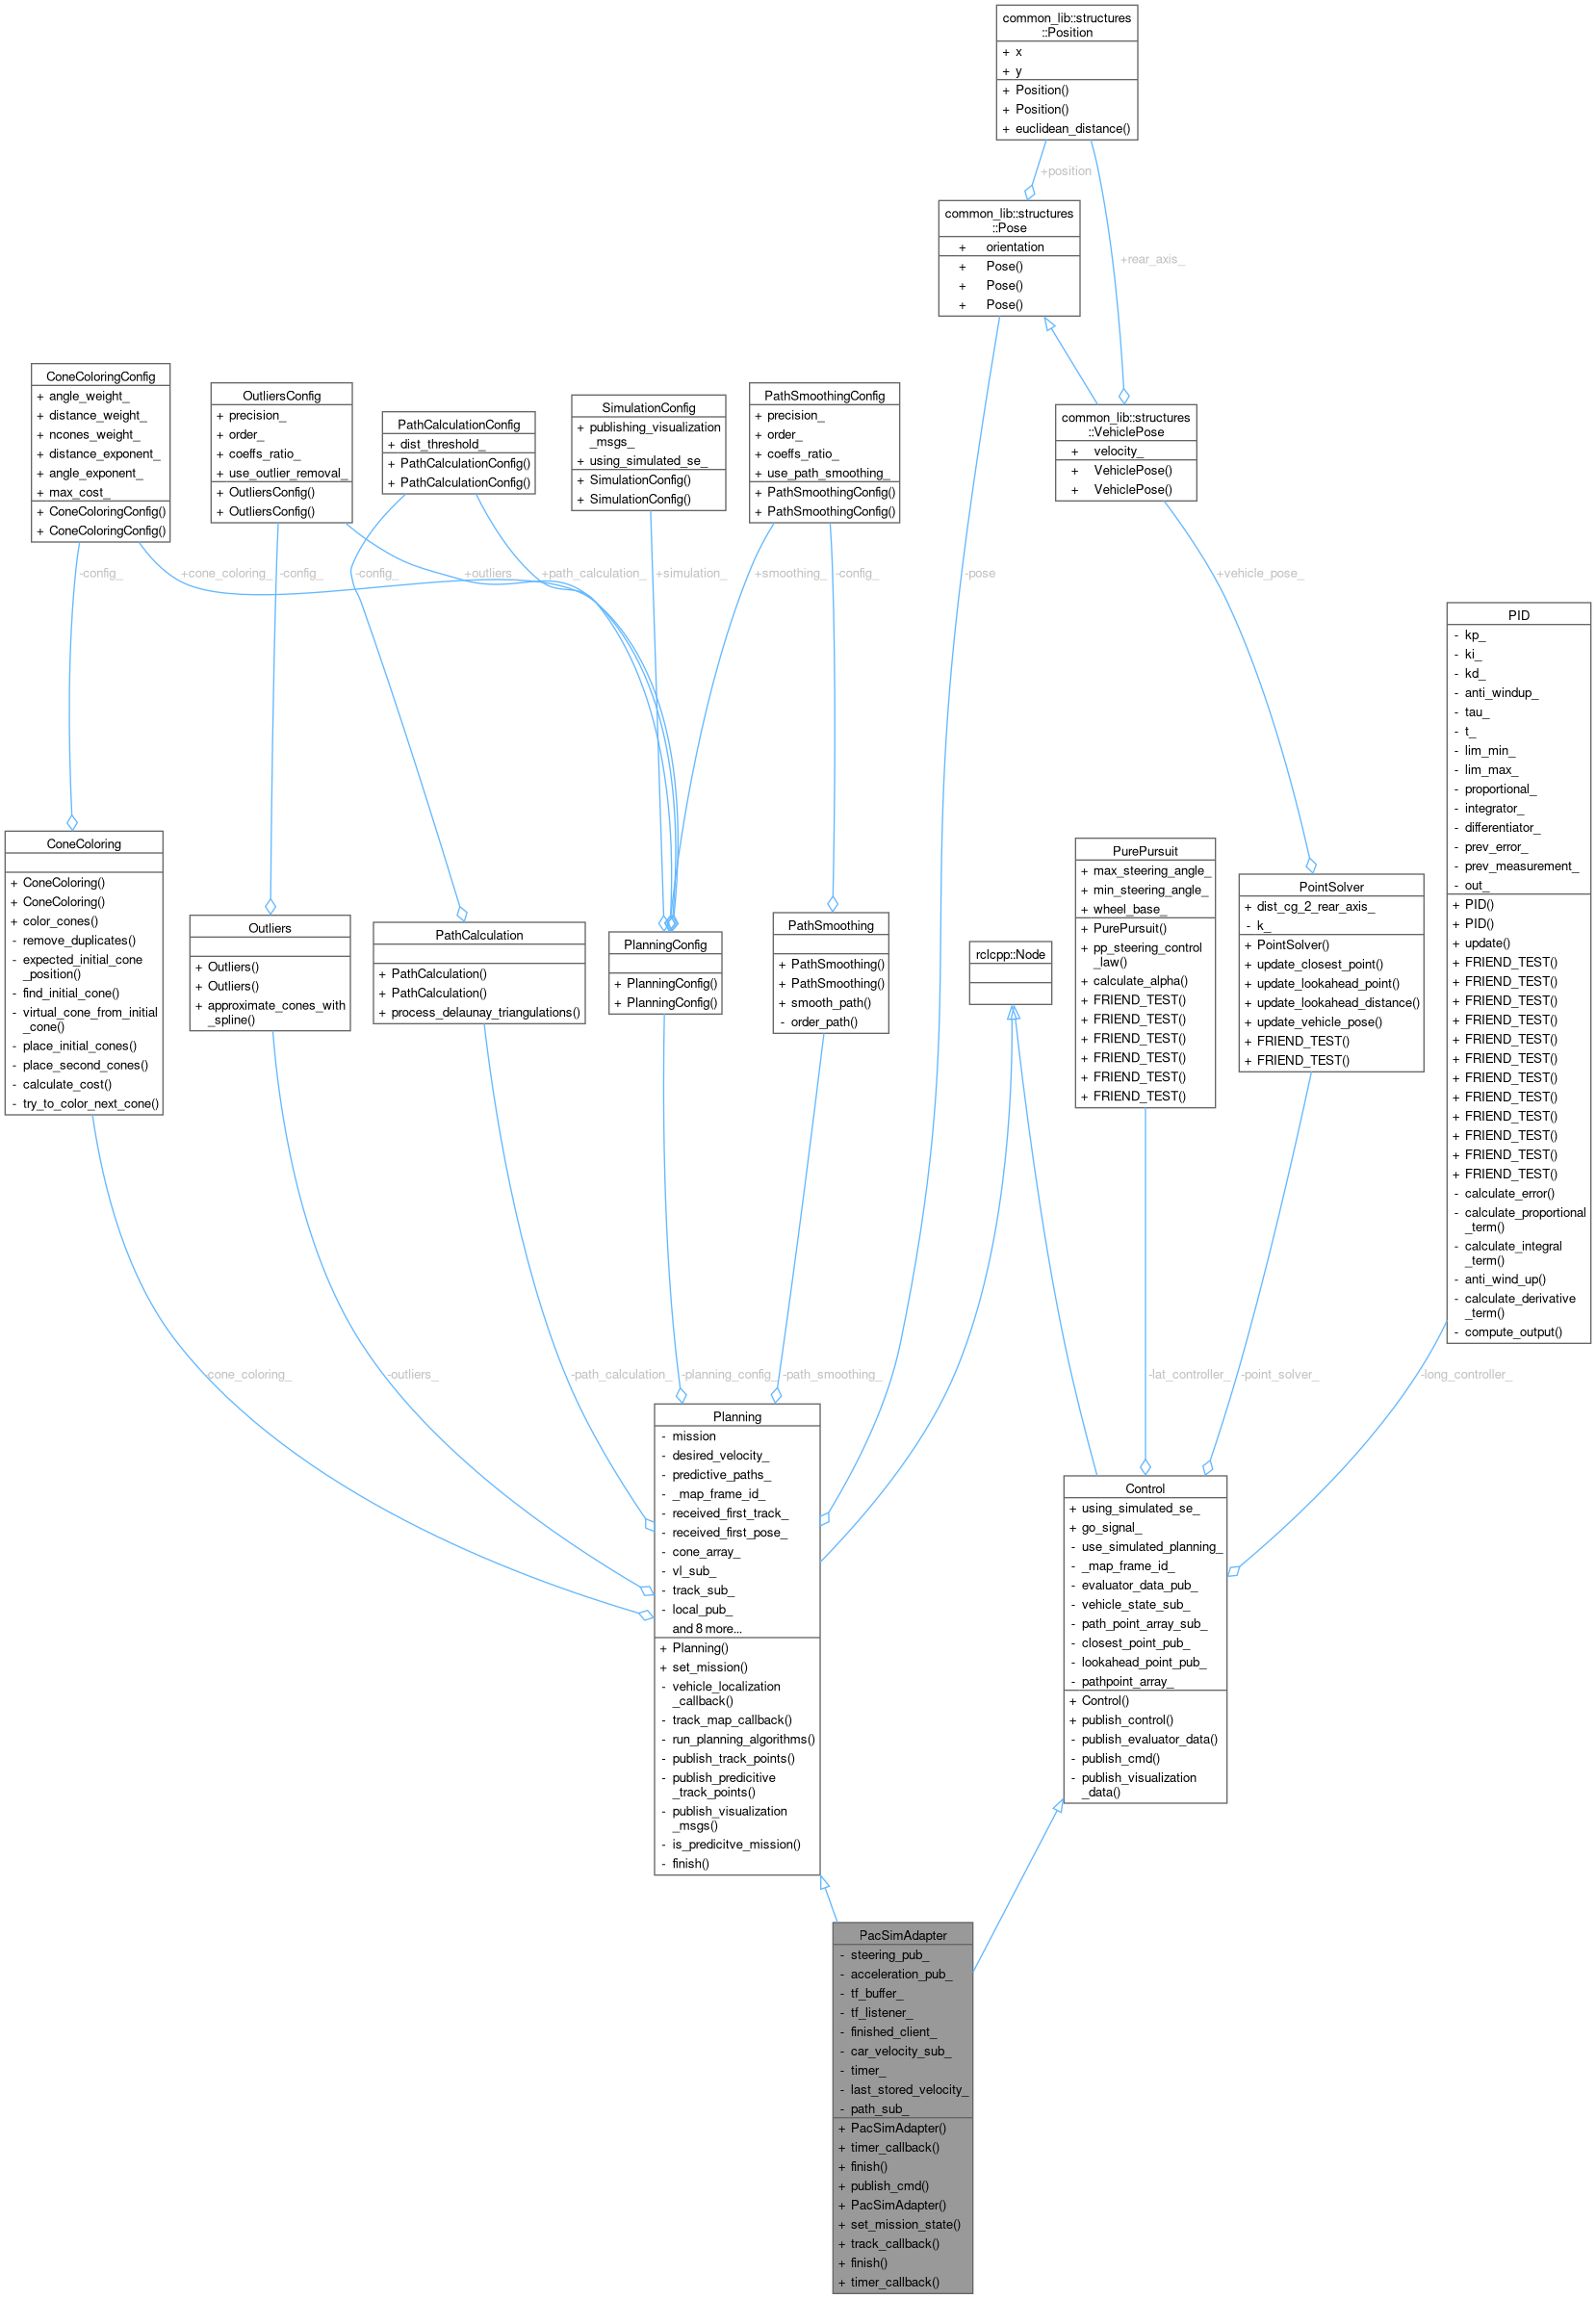 common_lib::structures
::Position
+ x
+ y
+ Position()
+ Position()
+ euclidean_distance()
+position
common_lib::structures
::Pose
+ orientation
+ Pose()
+ Pose()
+ Pose()
+rear_axis_
common_lib::structures
::VehiclePose
+ velocity_
+ VehiclePose()
+ VehiclePose()
ConeColoringConfig
+ angle_weight_
+ distance_weight_
+ ncones_weight_
+ distance_exponent_
+ angle_exponent_
+ max_cost_
+ ConeColoringConfig()
+ ConeColoringConfig()
OutliersConfig
+ precision_
+ order_
+ coeffs_ratio_
+ use_outlier_removal_
+ OutliersConfig()
+ OutliersConfig()
PathCalculationConfig
+ dist_threshold_
+ PathCalculationConfig()
+ PathCalculationConfig()
SimulationConfig
+ publishing_visualization
_msgs_
+ using_simulated_se_
+ SimulationConfig()
+ SimulationConfig()
PathSmoothingConfig
+ precision_
+ order_
+ coeffs_ratio_
+ use_path_smoothing_
+ PathSmoothingConfig()
+ PathSmoothingConfig()
-config_
+cone_coloring_
-config_
-config_
+outliers_
+path_calculation_
+simulation_
+smoothing_
-config_
-pose
+vehicle_pose_
PID
- kp_
- ki_
- kd_
- anti_windup_
- tau_
- t_
- lim_min_
- lim_max_
- proportional_
- integrator_
- differentiator_
- prev_error_
- prev_measurement_
- out_
+ PID()
+ PID()
+ update()
+ FRIEND_TEST()
+ FRIEND_TEST()
+ FRIEND_TEST()
+ FRIEND_TEST()
+ FRIEND_TEST()
+ FRIEND_TEST()
+ FRIEND_TEST()
+ FRIEND_TEST()
+ FRIEND_TEST()
+ FRIEND_TEST()
+ FRIEND_TEST()
+ FRIEND_TEST()
- calculate_error()
- calculate_proportional
_term()
- calculate_integral
_term()
- anti_wind_up()
- calculate_derivative
_term()
- compute_output()
ConeColoring
+ ConeColoring()
+ ConeColoring()
+ color_cones()
- remove_duplicates()
- expected_initial_cone
_position()
- find_initial_cone()
- virtual_cone_from_initial
_cone()
- place_initial_cones()
- place_second_cones()
- calculate_cost()
- try_to_color_next_cone()
Outliers
+ Outliers()
+ Outliers()
+ approximate_cones_with
_spline()
PathCalculation
+ PathCalculation()
+ PathCalculation()
+ process_delaunay_triangulations()
PlanningConfig
+ PlanningConfig()
+ PlanningConfig()
PathSmoothing
+ PathSmoothing()
+ PathSmoothing()
+ smooth_path()
- order_path()
rclcpp::Node
PurePursuit
+ max_steering_angle_
+ min_steering_angle_
+ wheel_base_
+ PurePursuit()
+ pp_steering_control
_law()
+ calculate_alpha()
+ FRIEND_TEST()
+ FRIEND_TEST()
+ FRIEND_TEST()
+ FRIEND_TEST()
+ FRIEND_TEST()
+ FRIEND_TEST()
PointSolver
+ dist_cg_2_rear_axis_
- k_
+ PointSolver()
+ update_closest_point()
+ update_lookahead_point()
+ update_lookahead_distance()
+ update_vehicle_pose()
+ FRIEND_TEST()
+ FRIEND_TEST()
-cone_coloring_
-outliers_
-path_calculation_
-planning_config_
-path_smoothing_
-lat_controller_
-point_solver_
-long_controller_
Planning
- mission
- desired_velocity_
- predictive_paths_
- _map_frame_id_
- received_first_track_
- received_first_pose_
- cone_array_
- vl_sub_
- track_sub_
- local_pub_
and 8 more...
+ Planning()
+ set_mission()
- vehicle_localization
_callback()
- track_map_callback()
- run_planning_algorithms()
- publish_track_points()
- publish_predicitive
_track_points()
- publish_visualization
_msgs()
- is_predicitve_mission()
- finish()
Control
+ using_simulated_se_
+ go_signal_
- use_simulated_planning_
- _map_frame_id_
- evaluator_data_pub_
- vehicle_state_sub_
- path_point_array_sub_
- closest_point_pub_
- lookahead_point_pub_
- pathpoint_array_
+ Control()
+ publish_control()
- publish_evaluator_data()
- publish_cmd()
- publish_visualization
_data()
PacSimAdapter
- steering_pub_
- acceleration_pub_
- tf_buffer_
- tf_listener_
- finished_client_
- car_velocity_sub_
- timer_
- last_stored_velocity_
- path_sub_
+ PacSimAdapter()
+ timer_callback()
+ finish()
+ publish_cmd()
+ PacSimAdapter()
+ set_mission_state()
+ track_callback()
+ finish()
+ timer_callback()